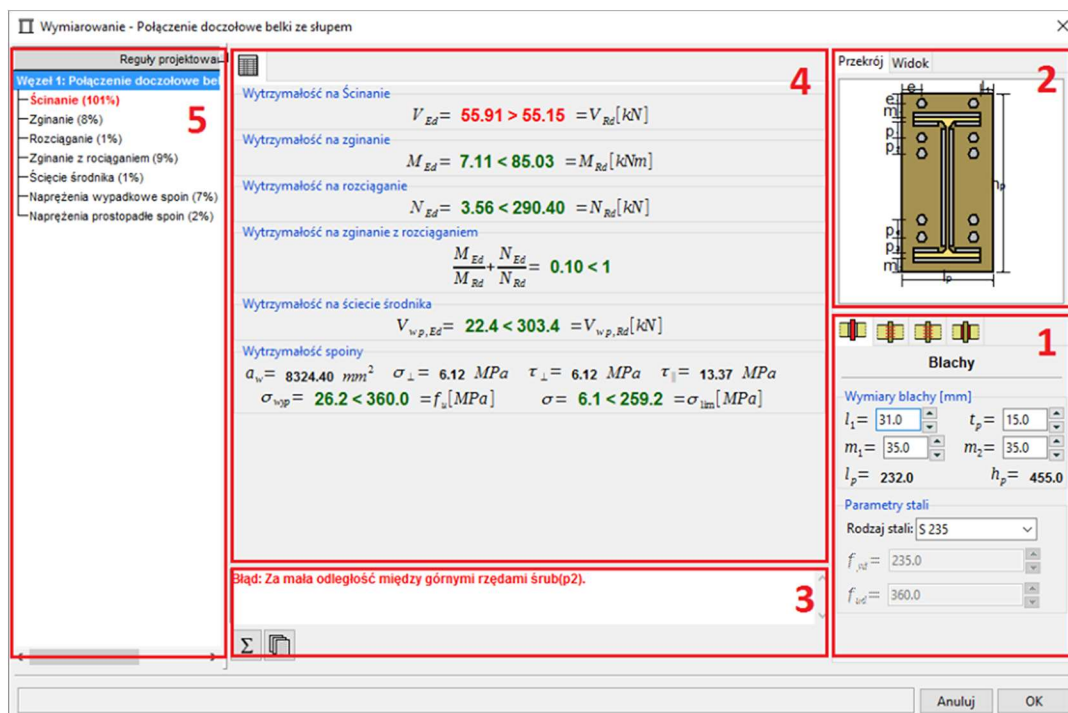 Wymiarowanie - Połączenie doczołowe belki ze słupem
Reguły projektowa
Węzeł 1: Połączenie doczołowe bel
Ścinanie (101%)
Zginanie (8%)
Rozciąganie (1%)
Zginanie z rociąganiem (9%)
Ścięcie środnika (1%)
Naprężenia wypadkowe spoin (7%)
Naprężenia prostopadłe spoin (2%)
5
4
Wytrzymałość na Ścinanie
V_Ed = 55.91 > 55.15 = V_Rd [kN]
Wytrzymałość na zginanie
M_Ed = 7.11 < 85.03 = M_Rd [kNm]
Wytrzymałość na rozciąganie
N_Ed = 3.56 < 290.40 = N_Rd [kN]
Wytrzymałość na zginanie z rozciąganiem
M_Ed/M_Rd + N_Ed/N_Rd = 0.10 < 1
Wytrzymałość na ściecie środnika
V_wp,Ed = 22.4 < 303.4 = V_wp,Rd [kN]
Wytrzymałość spoiny
a_w = 8324.40 mm² σ_⊥ = 6.12 MPa τ_⊥ = 6.12 MPa τ_∥ = 13.37 MPa
σ_wyp = 26.2 < 360.0 = f_u [MPa] σ = 6.1 < 259.2 = σ_lim [MPa]
Błąd: Za mała odległość między górnymi rzędami śrub(p2).
3
Σ
Przekrój Widok
2
e l₁
e
m
p
p
h_p
p
p
m
l_p
1
Blachy
Wymiary blachy [mm]
l₁= 31.0 t_p= 15.0
m₁= 35.0 m₂= 35.0
l_p= 232.0 h_p= 455.0
Parametry stali
Rodzaj stali: S 235
f_yd= 235.0
f_ud= 360.0
Anuluj OK